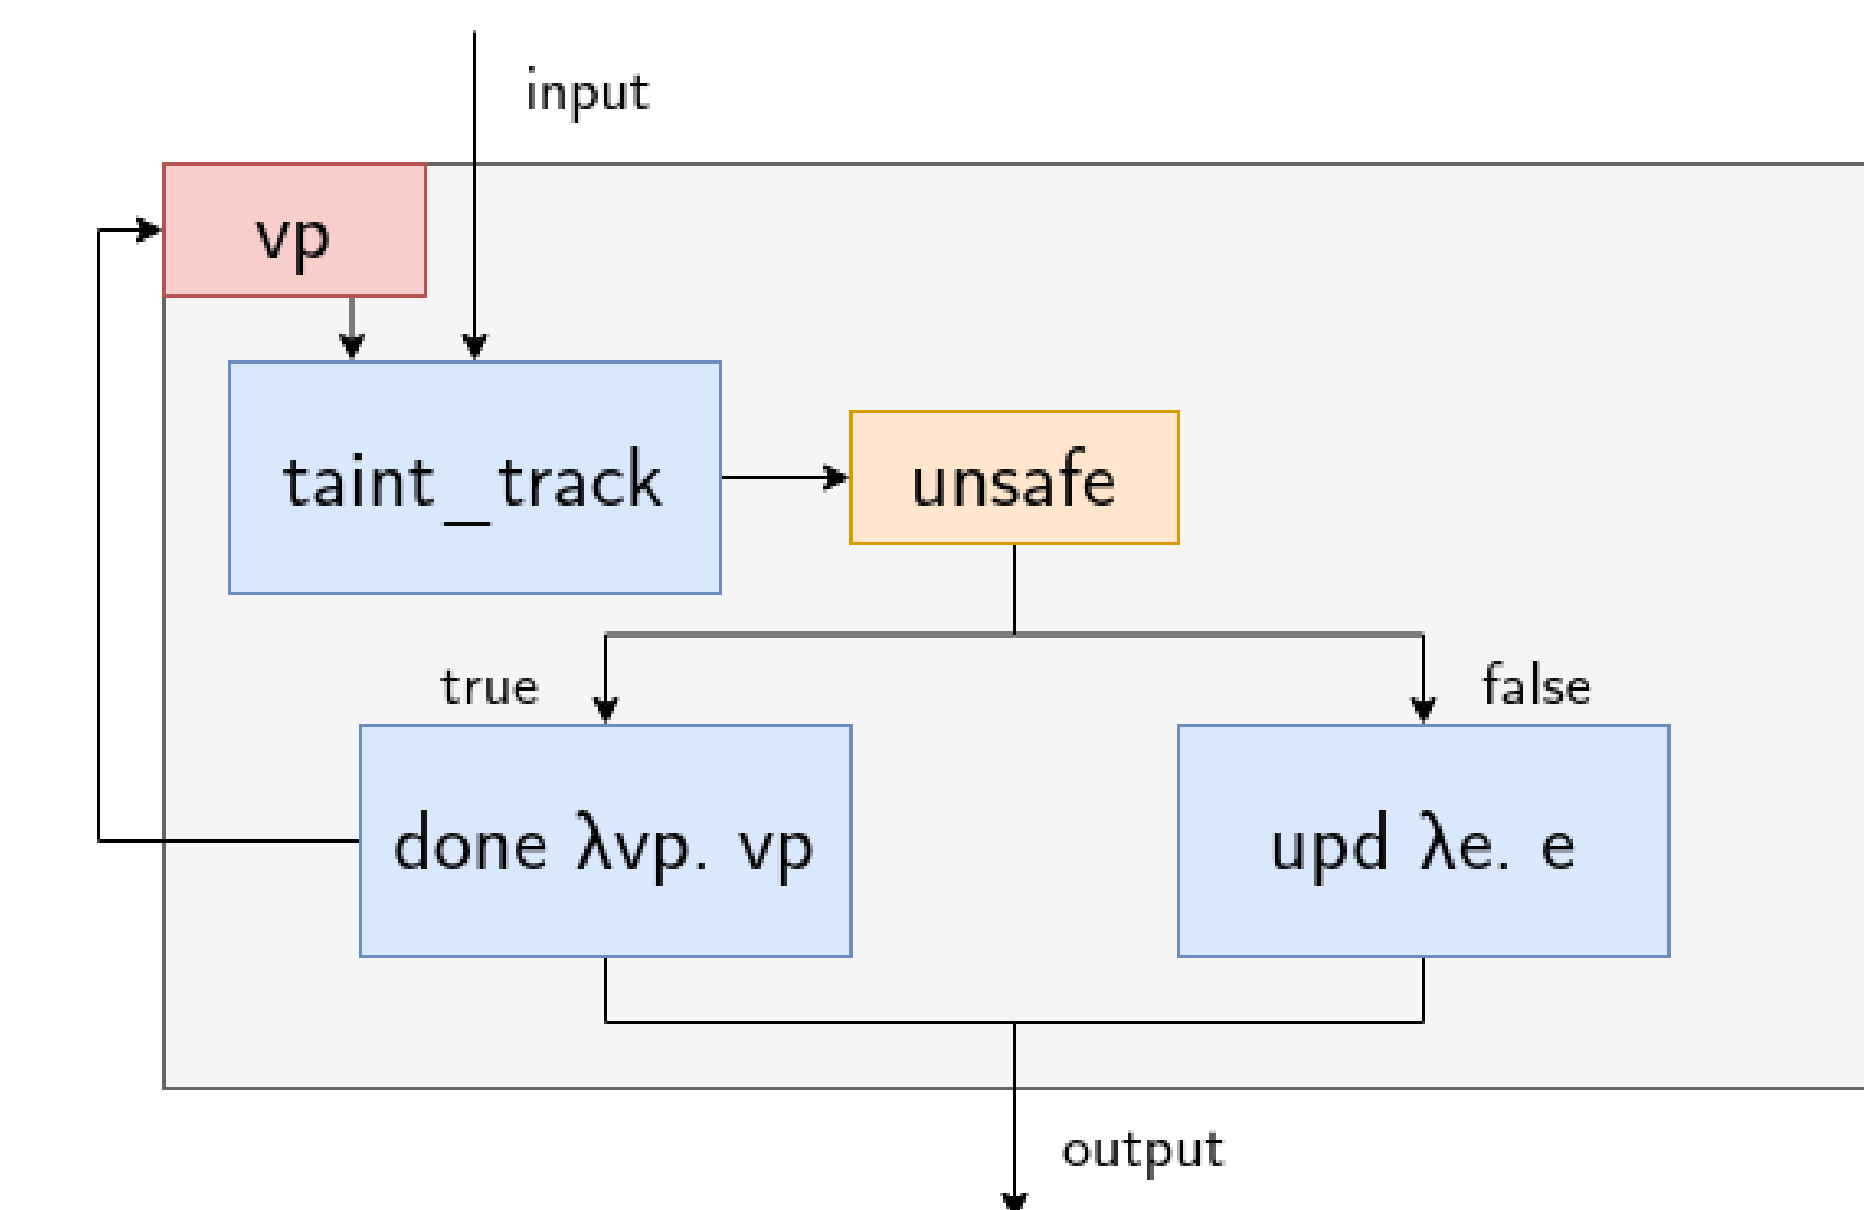 input
vp
taint_track
unsafe
true
false
done λvp. vp
upd λe. e
output